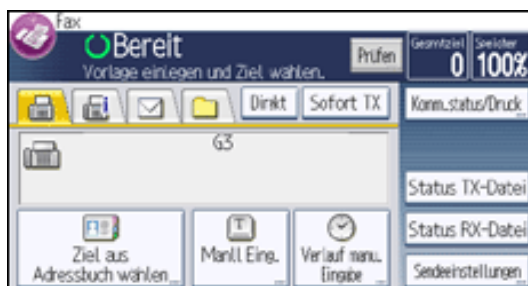 Fax
Bereit
Vorlage einlegen und Ziel wählen.
Prüfen
Gesamtziel
0
Speicher
100%
Direkt
Sofort TX
Komm.status/Druck
G3
Status TX-Datei
Status RX-Datei
Ziel aus
Adressbuch wählen
Manll Eing.
Verlauf manu.
Eingabe
Sendeeinstellungen